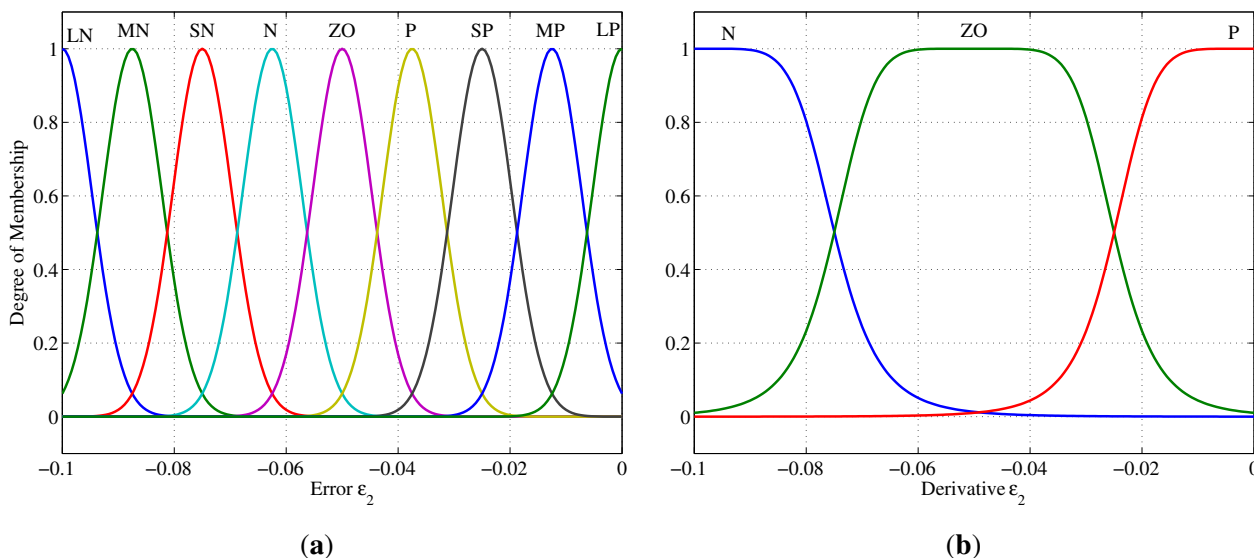 LN MN SN N ZO P SP MP LP
1
0.8
0.6
0.4
0.2
0
Degree of Membership
−0.1 −0.08 −0.06 −0.04 −0.02 0
Error ε2
(a)
N ZO P
1
0.8
0.6
0.4
0.2
0
−0.1 −0.08 −0.06 −0.04 −0.02 0
Derivative ε2
(b)